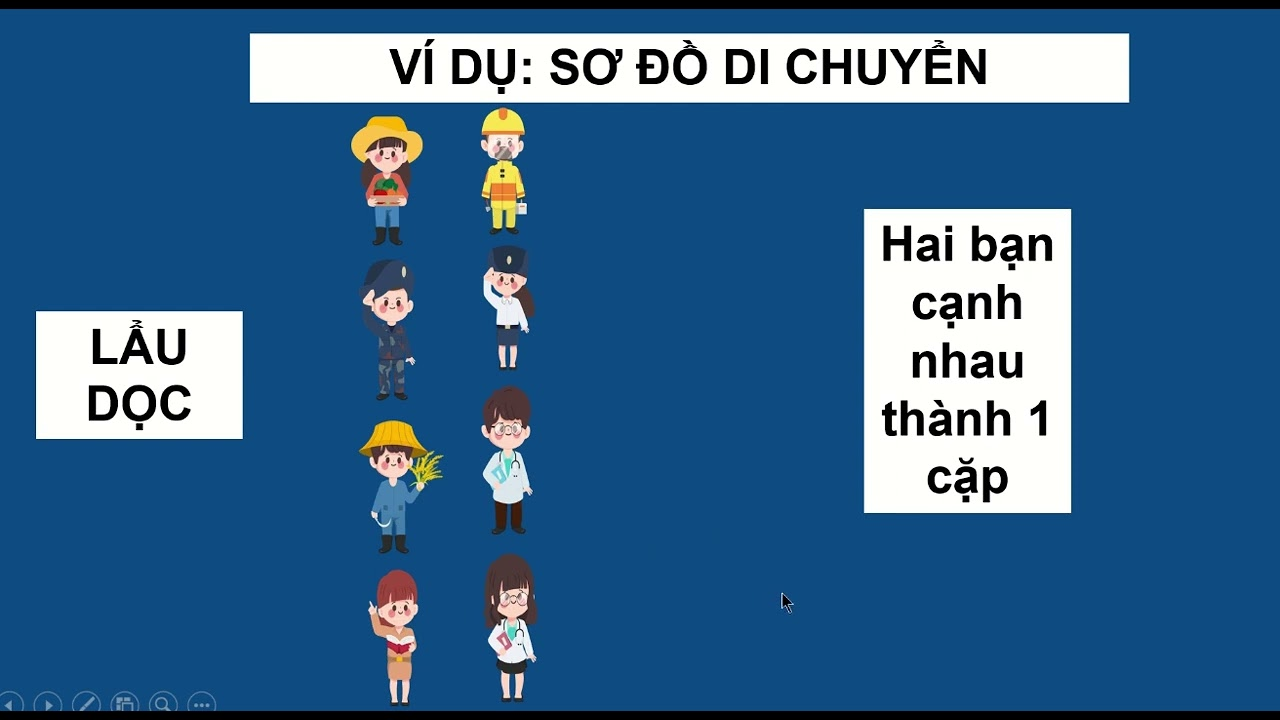 VÍ DỤ: SƠ ĐỒ DI CHUYỂN
LẨU
DỌC
Hai bạn
cạnh
nhau
thành 1
cặp